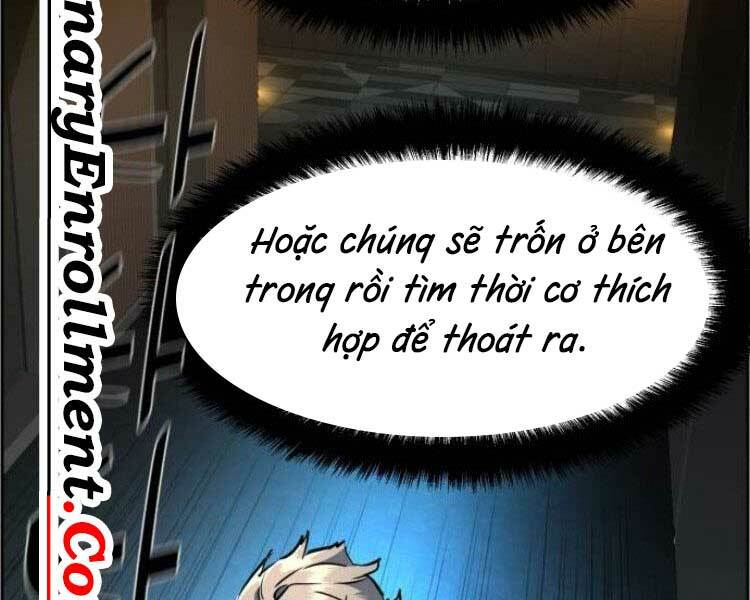 naryEnrollment.Co
Hoặc chúng sẽ trốn ở bên
trong rồi tìm thời cơ thích
hợp để thoát ra.